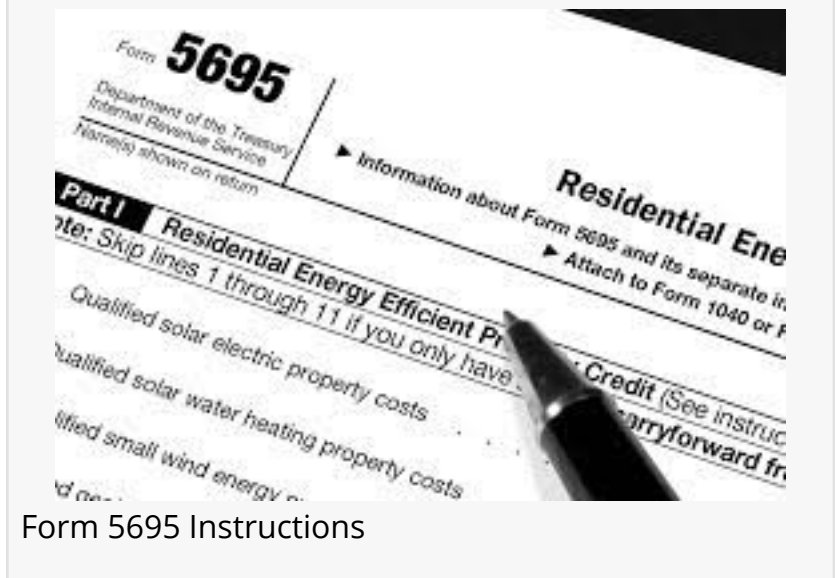 Form 5695
Department of the Treasury
Internal Revenue Service
Name(s) shown on return
Residential Ene
▶ Information about Form 5695 and its separate in
▶ Attach to Form 1040 or
Part I Residential Energy Efficient Pr Credit (See instruc
ote: Skip lines 1 through 11 if you only have arryforward fr
Qualified solar electric property costs
ualified solar water heating property costs
lified small wind energy
Form 5695 Instructions